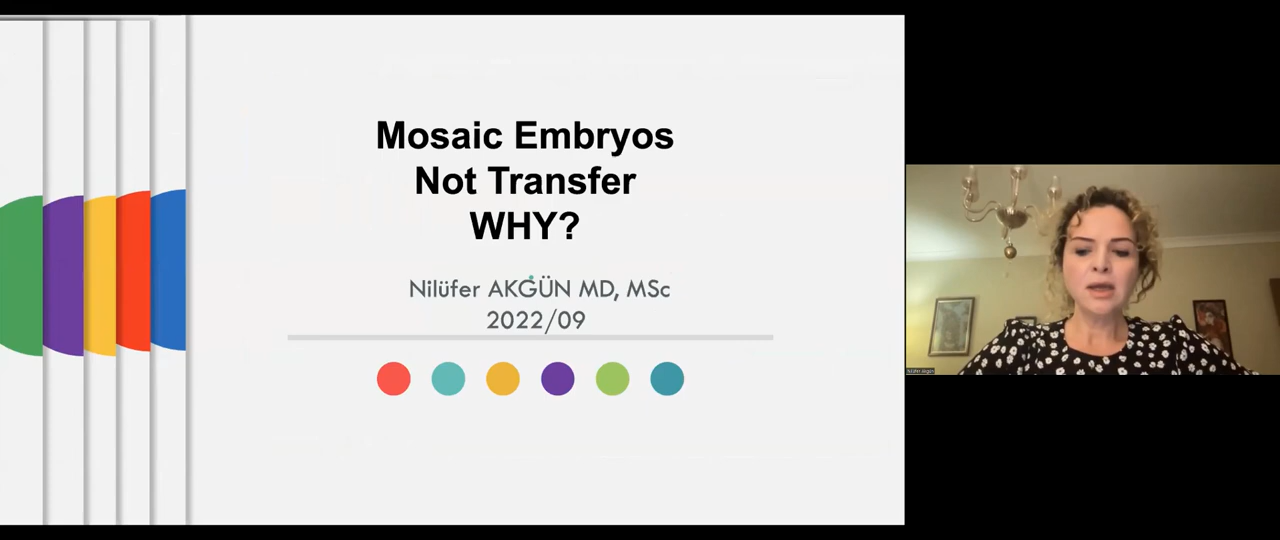 Mosaic Embryos
Not Transfer
WHY?
Nilüfer AKGÜN MD, MSc
2022/09